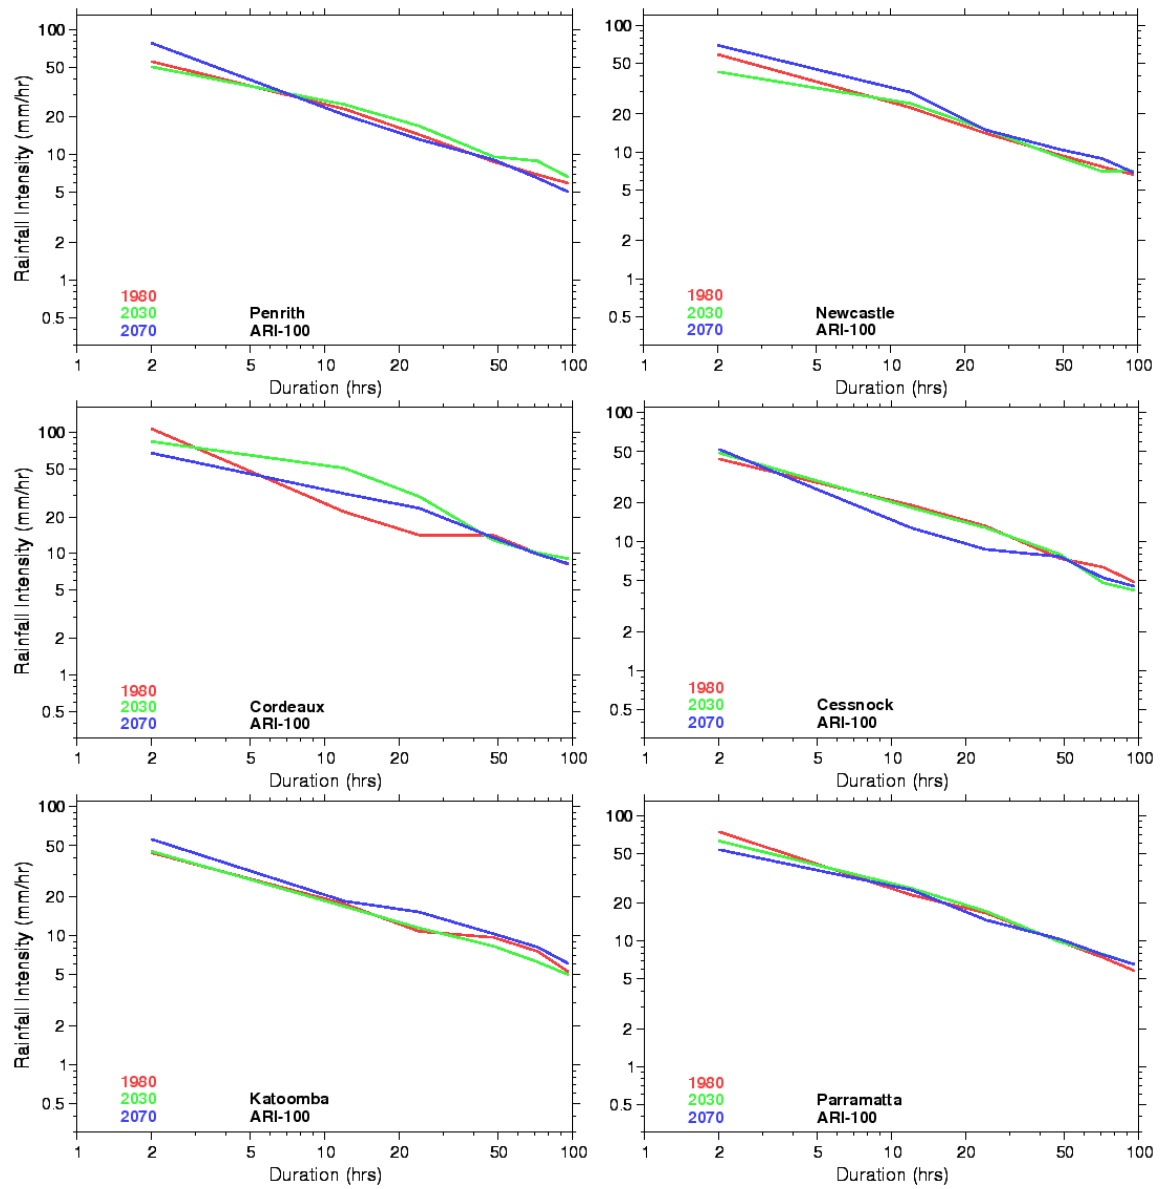 Rainfall Intensity (mm/hr)
100
50
20
10
5
2
1
0.5
1980
2030 Penrith
2070 ARI-100
1 2 5 10 20 50 100
Duration (hrs)
100
50
20
10
5
2
1
0.5
1980
2030 Newcastle
2070 ARI-100
1 2 5 10 20 50 100
Duration (hrs)
Rainfall Intensity (mm/hr)
100
50
20
10
5
2
1
0.5
1980
2030 Cordeaux
2070 ARI-100
1 2 5 10 20 50 100
Duration (hrs)
100
50
20
10
5
2
1
0.5
1980
2030 Cessnock
2070 ARI-100
1 2 5 10 20 50 100
Duration (hrs)
Rainfall Intensity (mm/hr)
100
50
20
10
5
2
1
0.5
1980
2030 Katoomba
2070 ARI-100
1 2 5 10 20 50 100
Duration (hrs)
100
50
20
10
5
2
1
0.5
1980
2030 Parramatta
2070 ARI-100
1 2 5 10 20 50 100
Duration (hrs)